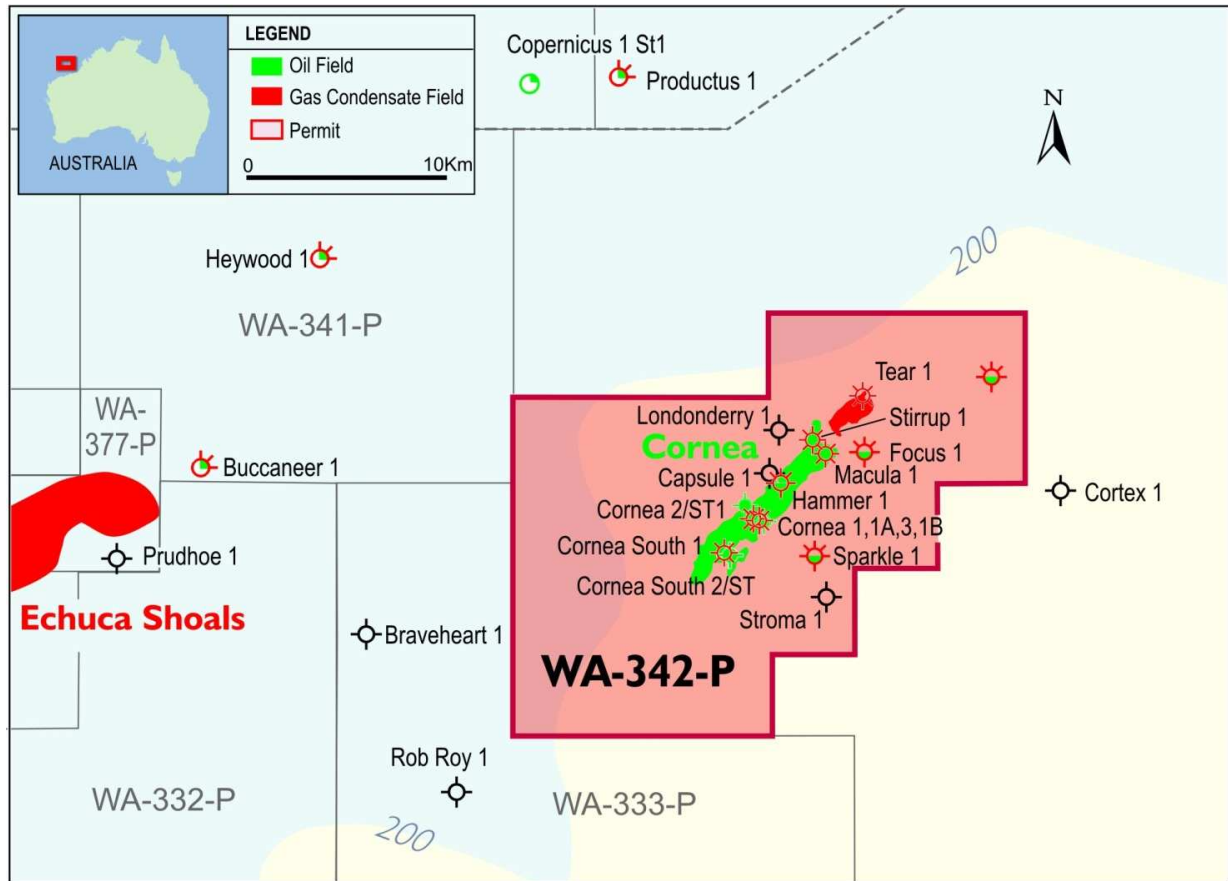 LEGEND
Oil Field
Gas Condensate Field
Permit
0 10Km
AUSTRALIA
Copernicus 1 St1
Productus 1
N
200
Heywood 1
WA-341-P
WA-
377-P
Buccaneer 1
Prudhoe 1
Echuca Shoals
Braveheart 1
Rob Roy 1
WA-332-P
WA-333-P
200
Tear 1
Londonderry 1
Stirrup 1
Cornea
Focus 1
Capsule 1
Macula 1
Hammer 1
Cortex 1
Cornea 2/ST1
Cornea 1,1A,3,1B
Cornea South 1
Sparkle 1
Cornea South 2/ST
Stroma 1
WA-342-P